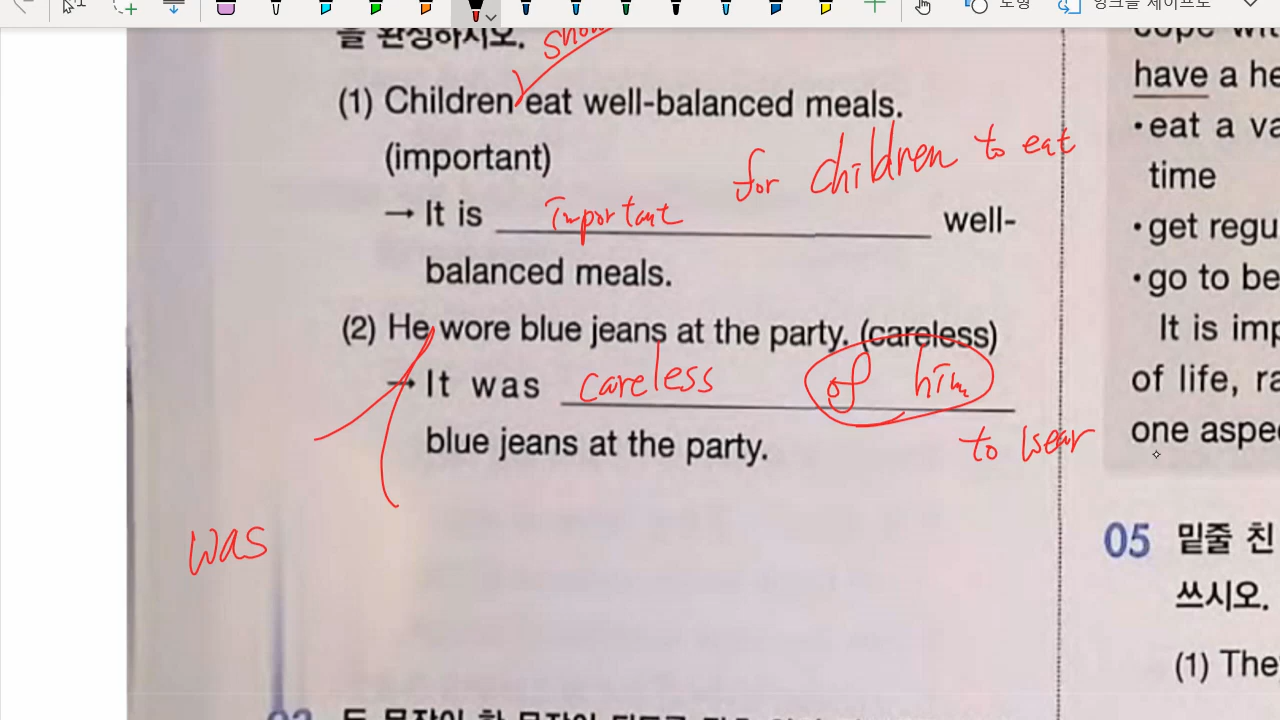 을 완성하시오.
(1) Children eat well-balanced meals.
(important)
for children to eat
→ It is important well-
balanced meals.
(2) He wore blue jeans at the party. (careless)
→ It was careless of him
to wear
blue jeans at the party.
was
have a he
•eat a va
time
•get regu
•go to be
It is imp
of life, ra
one aspe
05 밑줄 친
쓰시오.
(1) The